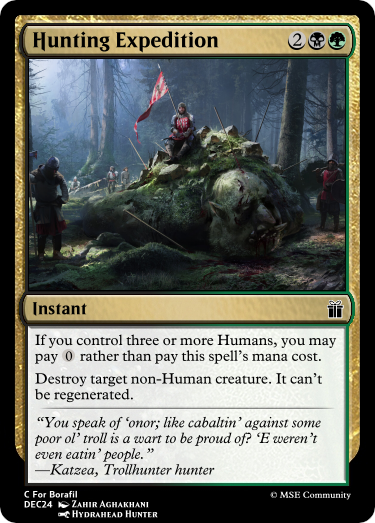 Hunting Expedition 2
Instant
If you control three or more Humans, you may
pay 0 rather than pay this spell's mana cost.
Destroy target non-Human creature. It can't
be regenerated.
“You speak of ‘onor; like cabaltin’ against some
poor ol’ troll is a wart to be proud of? ‘E weren’t
even eatin’ people.”
—Katzea, Trollhunter hunter
C For Borafil
DEC24 Zahir Aghakhani
Hydrahead Hunter
© MSE Community